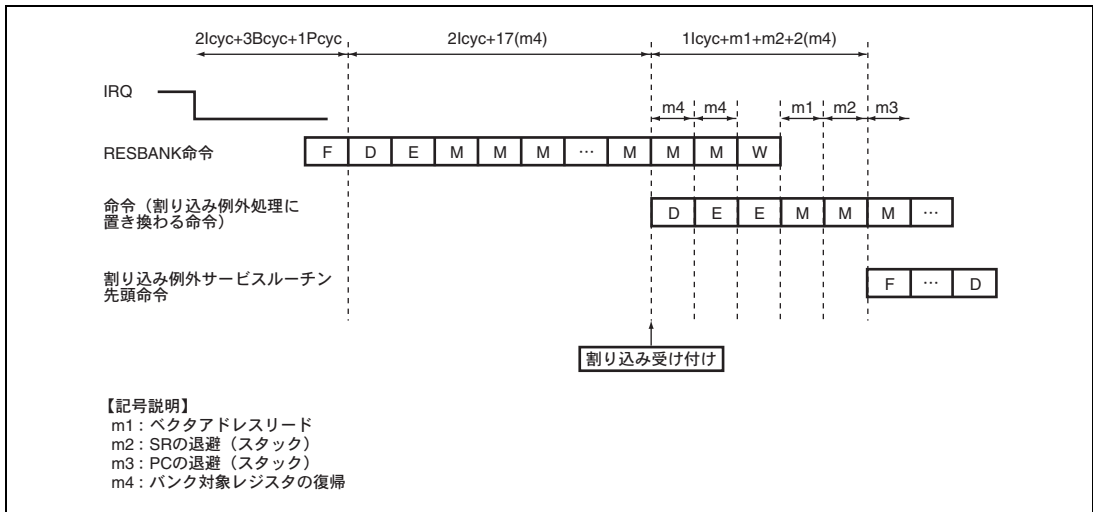 2Icyc+3Bcyc+1Pcyc 2Icyc+17(m4) 1Icyc+m1+m2+2(m4)
IRQ
m4 m4 m1 m2 m3
RESBANK命令 F D E M M M … M M M W
命令（割り込み例外処理に
置き換わる命令） D E E M M M …
割り込み例外サービスルーチン
先頭命令 F … D
割り込み受け付け
【記号説明】
m1：ベクタアドレスリード
m2：SRの退避（スタック）
m3：PCの退避（スタック）
m4：バンク対象レジスタの復帰